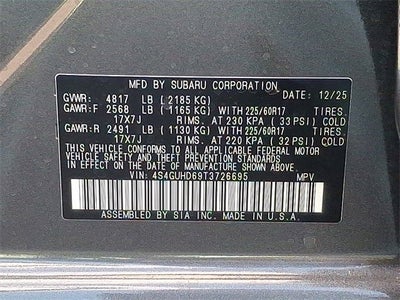 MFD BY SUBARU CORPORATION
GVWR: 4817 LB (2185 KG) DATE: 12/25
GAWR:F 2568 LB (1165 KG) WITH 225/60R17 TIRES,
17X7J RIMS, AT 230 KPA (33 PSI) COLD
GAWR:R 2491 LB (1130 KG) WITH 225/60R17 TIRES,
17X7J RIMS, AT 220 KPA (32 PSI) COLD
THIS VEHICLE CONFORMS TO ALL APPLICABLE FEDERAL MOTOR
VEHICLE SAFETY STANDARDS
IN EFFECT ON THE DATE OF MANUFACTURE SHOWN ABOVE.
VIN: 4S4GUHD69T3726695 MPV
ASSEMBLED BY SIA INC. MADE IN U.S.A.